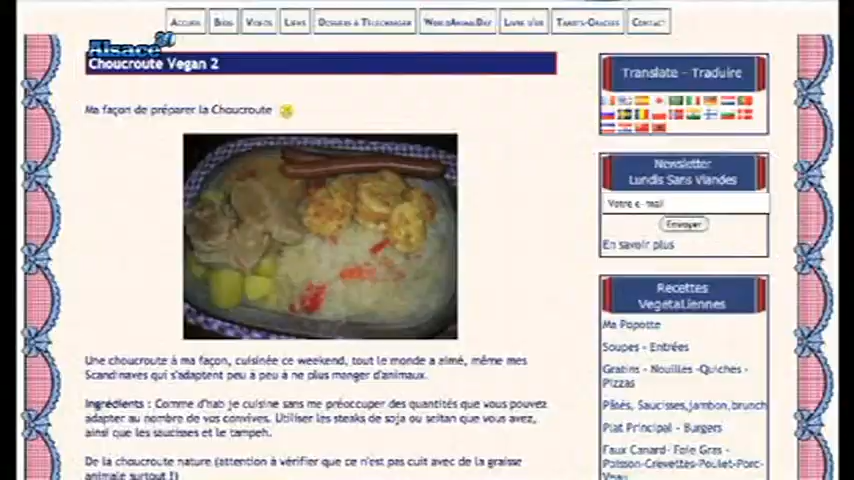 Accueil Blog Vidéos Liens Dossiers à Télécharger WorldAnimalDay Livre d'or Tracts-Orgies Contact
Alsace
Choucroute Vegan 2
Ma façon de préparer la Choucroute
Une choucroute à ma façon, cuisinée ce weekend, tout le monde a aimé, même mes
Scandinaves qui s'adaptent peu à peu à ne plus manger d'animaux.
Ingrédients : Comme d'hab je cuisine sans me préoccuper des quantités que vous pouvez
adapter au nombre de vos convives. Utiliser les steaks de soja ou seitan que vous avez,
ainsi que les saucisses et le tampeh.
De la choucroute nature (attention à vérifier que ce n'est pas cuit avec de la graisse
animale surtout !)
Translate - Traduire
Newsletter
Lundis Sans Viandes
Votre e-mail
Envoyer
En savoir plus
Recettes
Végétaliennes
Ma Popotte
Soupes - Entrées
Gratins - Nouilles -Quiches -
Pizzas
Pâtés, Saucisses,jambon,brunch
Plat Principal - Burgers
Faux Canard- Foie Gras -
Poisson-Crevettes-Poulet-Porc-
Veau